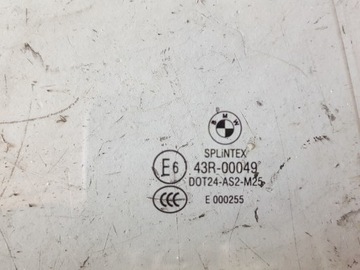 BMW
SPLINTEX
E6 43R-00049
DOT24-AS2-M25
CCC E 000255